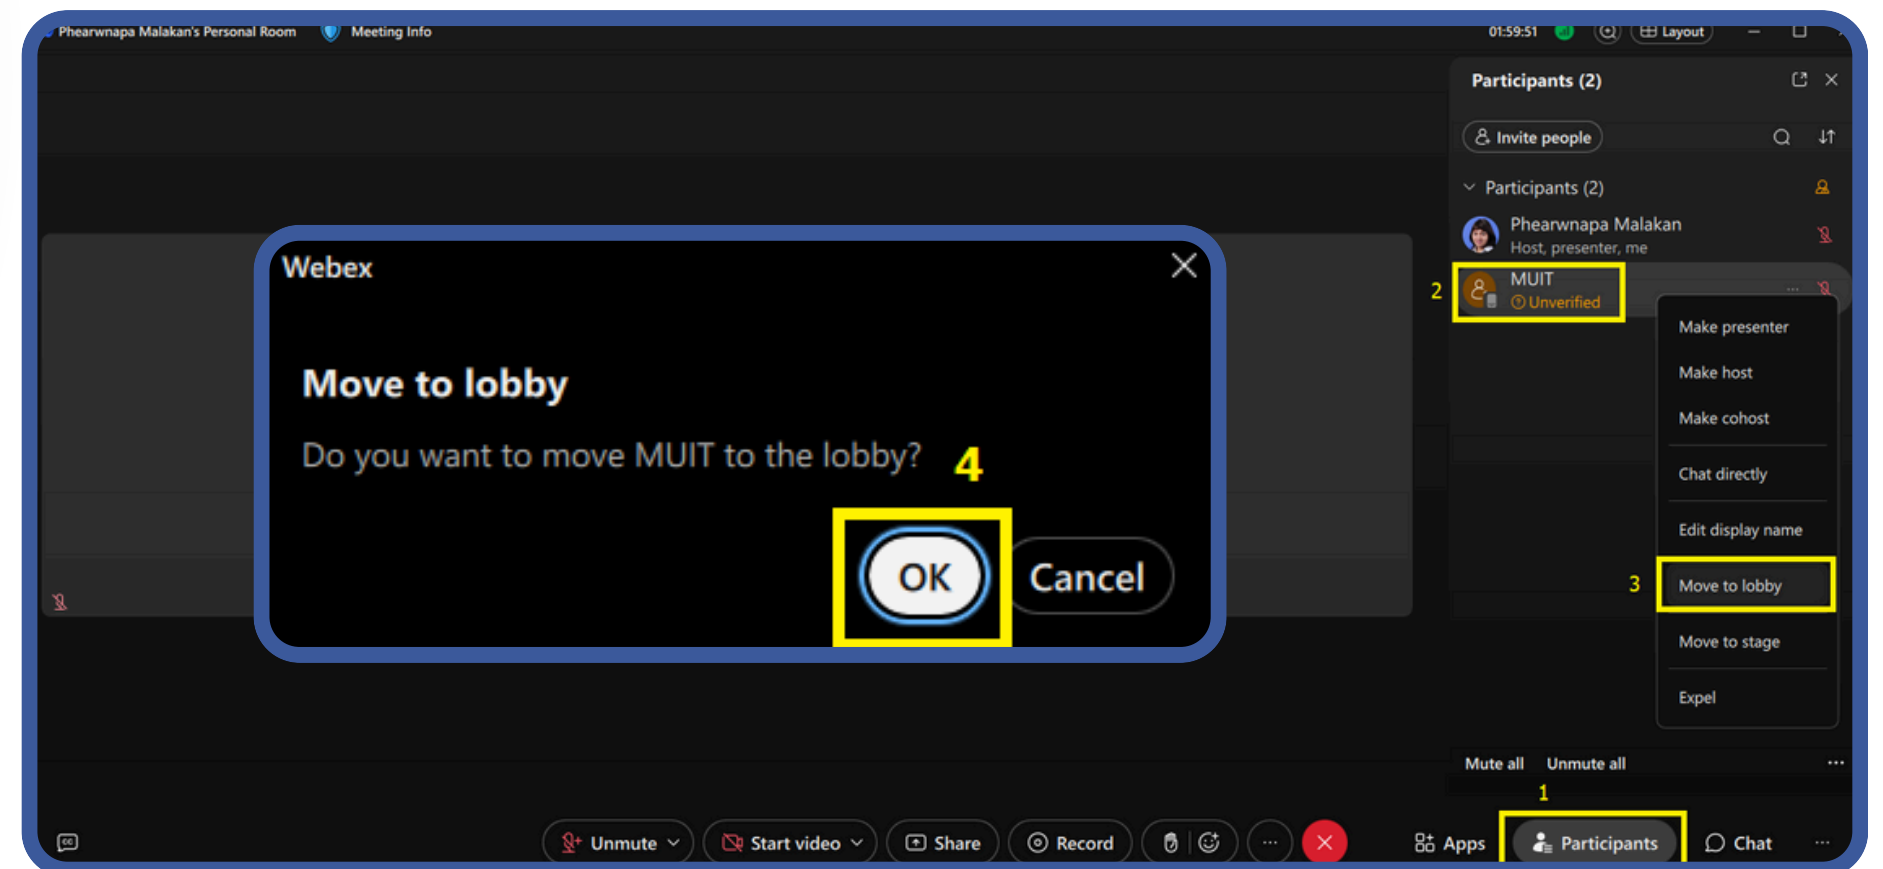 Phearwnapa Malakan's Personal Room Meeting Info
01:59:51 Layout
Participants (2)
Invite people
Participants (2)
Phearwnapa Malakan
Host, presenter, me
2 MUIT
Unverified
Make presenter
Make host
Make cohost
Chat directly
Edit display name
3 Move to lobby
Move to stage
Expel
Webex
Move to lobby
Do you want to move MUIT to the lobby? 4
OK Cancel
Mute all Unmute all
1
CC Unmute Start video Share Record Apps Participants Chat